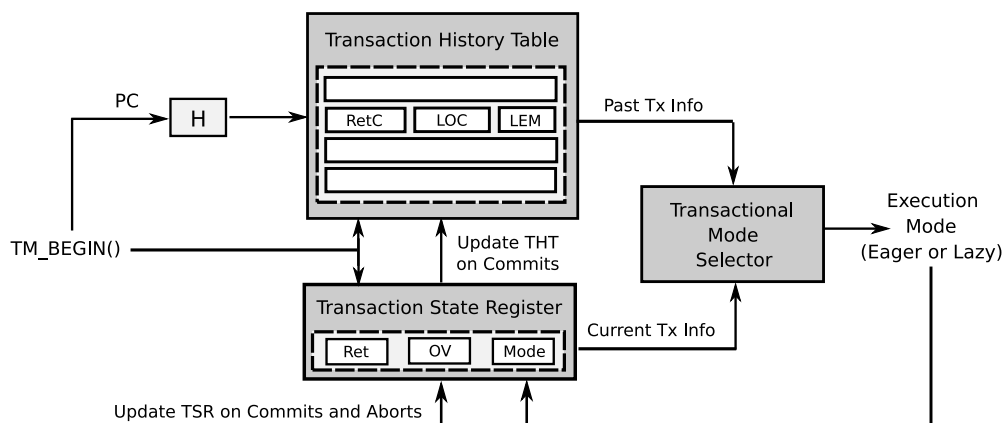 Transaction History Table
PC
H
RetC
LOC
LEM
Past Tx Info
TM_BEGIN()
Update THT
on Commits
Transactional
Mode
Selector
Execution
Mode
(Eager or Lazy)
Transaction State Register
Ret
OV
Mode
Current Tx Info
Update TSR on Commits and Aborts